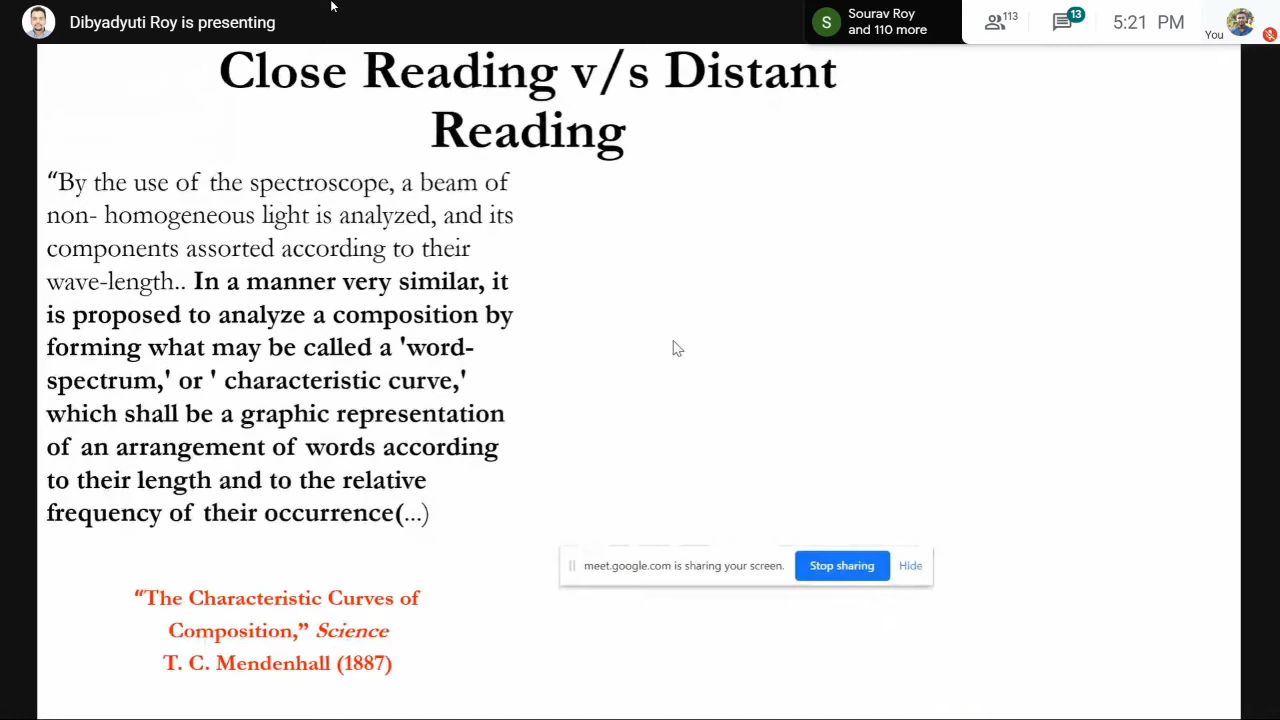 Dibyadyuti Roy is presenting
S
Sourav Roy
and 110 more
113
13
5:21 PM
You
Close Reading v/s Distant
Reading
“By the use of the spectroscope, a beam of
non- homogeneous light is analyzed, and its
components assorted according to their
wave-length.. In a manner very similar, it
is proposed to analyze a composition by
forming what may be called a 'word-
spectrum,' or ' characteristic curve,'
which shall be a graphic representation
of an arrangement of words according
to their length and to the relative
frequency of their occurrence(...)
meet.google.com is sharing your screen.
Stop sharing
Hide
“The Characteristic Curves of
Composition,” Science
T. C. Mendenhall (1887)